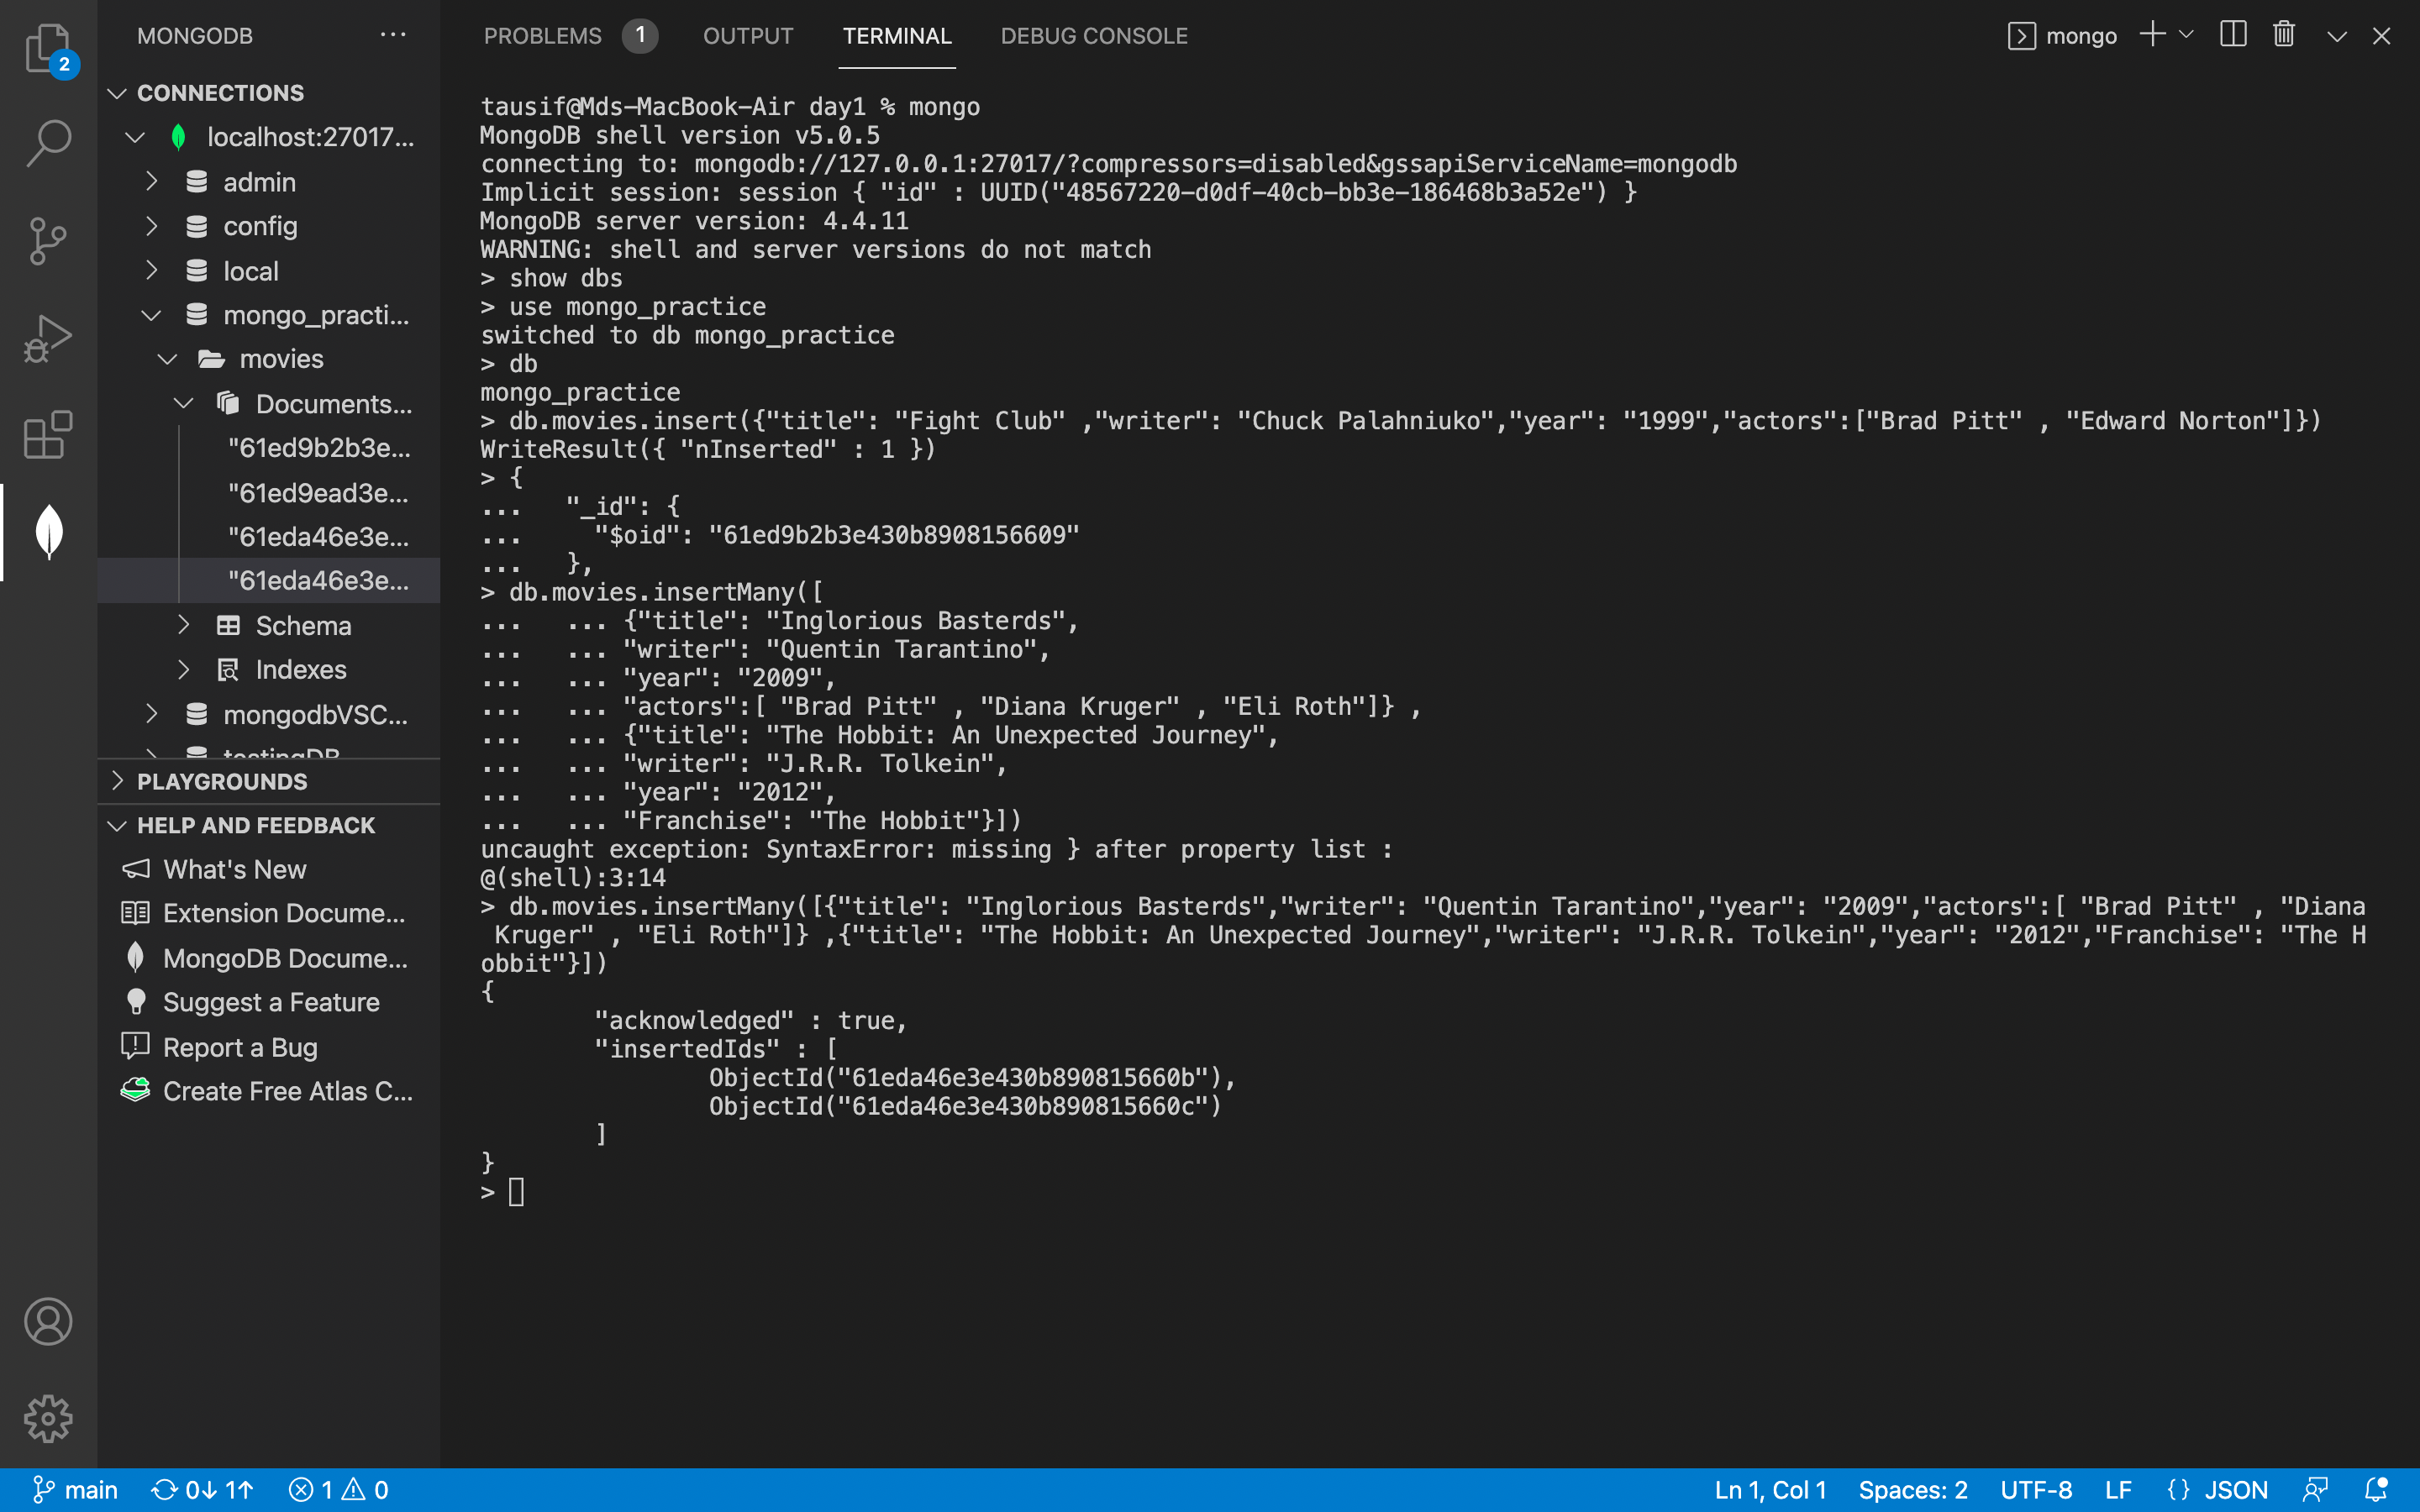 MONGODB
2
CONNECTIONS
localhost:27017...
admin
config
local
mongo_practi...
movies
Documents...
"61ed9b2b3e...
"61ed9ead3e...
"61eda46e3e...
"61eda46e3e...
Schema
Indexes
mongodbVSC...
testingDB
PLAYGROUNDS
HELP AND FEEDBACK
What's New
Extension Docume...
MongoDB Docume...
Suggest a Feature
Report a Bug
Create Free Atlas C...
PROBLEMS 1 OUTPUT TERMINAL DEBUG CONSOLE mongo
tausif@Mds-MacBook-Air day1 % mongo
MongoDB shell version v5.0.5
connecting to: mongodb://127.0.0.1:27017/?compressors=disabled&gssapiServiceName=mongodb
Implicit session: session { "id" : UUID("48567220-d0df-40cb-bb3e-186468b3a52e") }
MongoDB server version: 4.4.11
WARNING: shell and server versions do not match
> show dbs
> use mongo_practice
switched to db mongo_practice
> db
mongo_practice
> db.movies.insert({"title": "Fight Club" ,"writer": "Chuck Palahniuko","year": "1999","actors":["Brad Pitt" , "Edward Norton"]})
WriteResult({ "nInserted" : 1 })
> {
...   "_id": {
...     "$oid": "61ed9b2b3e430b8908156609"
...   },
> db.movies.insertMany([
...   ... {"title": "Inglorious Basterds",
...   ... "writer": "Quentin Tarantino",
...   ... "year": "2009",
...   ... "actors":[ "Brad Pitt" , "Diana Kruger" , "Eli Roth"]} ,
...   ... {"title": "The Hobbit: An Unexpected Journey",
...   ... "writer": "J.R.R. Tolkein",
...   ... "year": "2012",
...   ... "Franchise": "The Hobbit"}])
uncaught exception: SyntaxError: missing } after property list :
@(shell):3:14
> db.movies.insertMany([{"title": "Inglorious Basterds","writer": "Quentin Tarantino","year": "2009","actors":[ "Brad Pitt" , "Diana
 Kruger" , "Eli Roth"]} ,{"title": "The Hobbit: An Unexpected Journey","writer": "J.R.R. Tolkein","year": "2012","Franchise": "The H
obbit"}])
{
        "acknowledged" : true,
        "insertedIds" : [
                ObjectId("61eda46e3e430b890815660b"),
                ObjectId("61eda46e3e430b890815660c")
        ]
}
>
main 0↓ 1↑ 1 0 Ln 1, Col 1 Spaces: 2 UTF-8 LF {} JSON